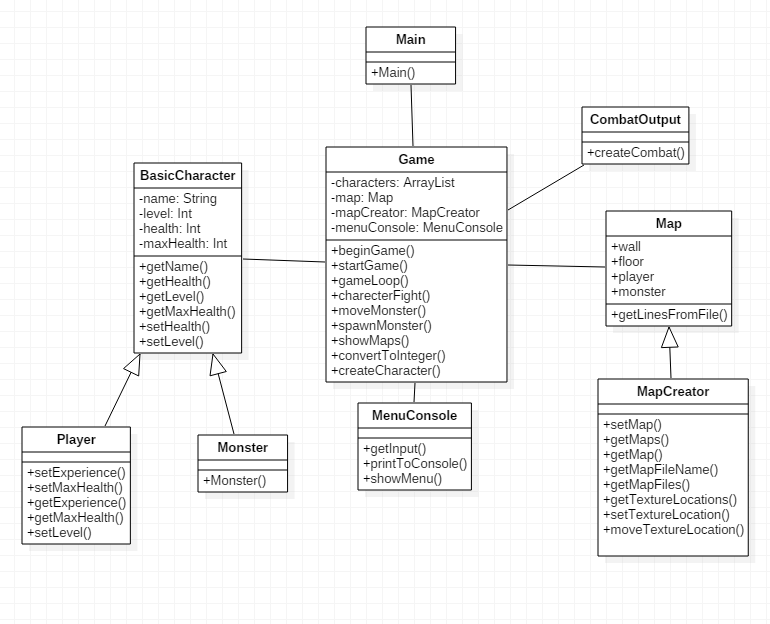 Main
+Main()
CombatOutput
+createCombat()
Game
-characters: ArrayList
-map: Map
-mapCreator: MapCreator
-menuConsole: MenuConsole
+beginGame()
+startGame()
+gameLoop()
+charecterFight()
+moveMonster()
+spawnMonster()
+showMaps()
+convertToInteger()
+createCharacter()
BasicCharacter
-name: String
-level: Int
-health: Int
-maxHealth: Int
+getName()
+getHealth()
+getLevel()
+getMaxHealth()
+setHealth()
+setLevel()
Map
+wall
+floor
+player
+monster
+getLinesFromFile()
MapCreator
+setMap()
+getMaps()
+getMap()
+getMapFileName()
+getMapFiles()
+getTextureLocations()
+setTextureLocation()
+moveTextureLocation()
MenuConsole
+getInput()
+printToConsole()
+showMenu()
Player
+setExperience()
+setMaxHealth()
+getExperience()
+getMaxHealth()
+setLevel()
Monster
+Monster()